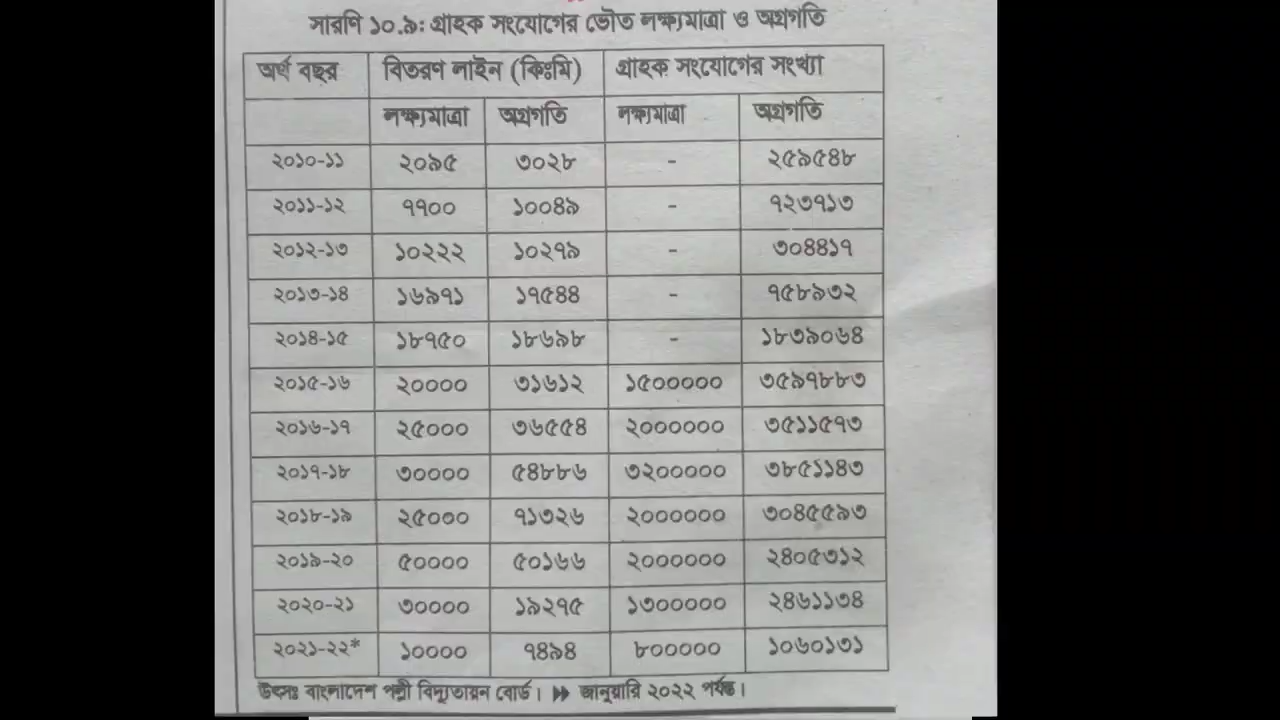 সারণি ১০.৯: গ্রাহক সংযোগের ভৌত লক্ষ্যমাত্রা ও অগ্রগতি
অর্থ বছর বিতরণ লাইন (কিঃমি) গ্রাহক সংযোগের সংখ্যা
লক্ষ্যমাত্রা অগ্রগতি লক্ষ্যমাত্রা অগ্রগতি
২০১০-১১ ২০৯৫ ৩০২৮ - ২৫৯৫৪৮
২০১১-১২ ৭৭০০ ১০০৪৯ - ৭২৩৭১৩
২০১২-১৩ ১০২২২ ১০২৭৯ - ৩০৪৪১৭
২০১৩-১৪ ১৬৯৭১ ১৭৫৪৪ - ৭৫৮৯৩২
২০১৪-১৫ ১৮৭৫০ ১৮৬৯৮ - ১৮৩৯০৬৪
২০১৫-১৬ ২০০০০ ৩১৬১২ ১৫০০০০০ ৩৫৯৭৮৮৩
২০১৬-১৭ ২৫০০০ ৩৬৫৫৪ ২০০০০০০ ৩৫১১৫৭৩
২০১৭-১৮ ৩০০০০ ৫৪৮৮৬ ৩২০০০০০ ৩৮৫১১৪৩
২০১৮-১৯ ২৫০০০ ৭১৩২৬ ২০০০০০০ ৩০৪৫৫৯৩
২০১৯-২০ ৫০০০০ ৫০১৬৬ ২০০০০০০ ২৪০৫৩১২
২০২০-২১ ৩০০০০ ১৯২৭৫ ১৩০০০০০ ২৪৬১১৩৪
২০২১-২২* ১০০০০ ৭৪৯৪ ৮০০০০০ ১০৬০১৩১
উৎসঃ বাংলাদেশ পল্লী বিদ্যুতায়ন বোর্ড। জানুয়ারি ২০২২ পর্যন্ত।